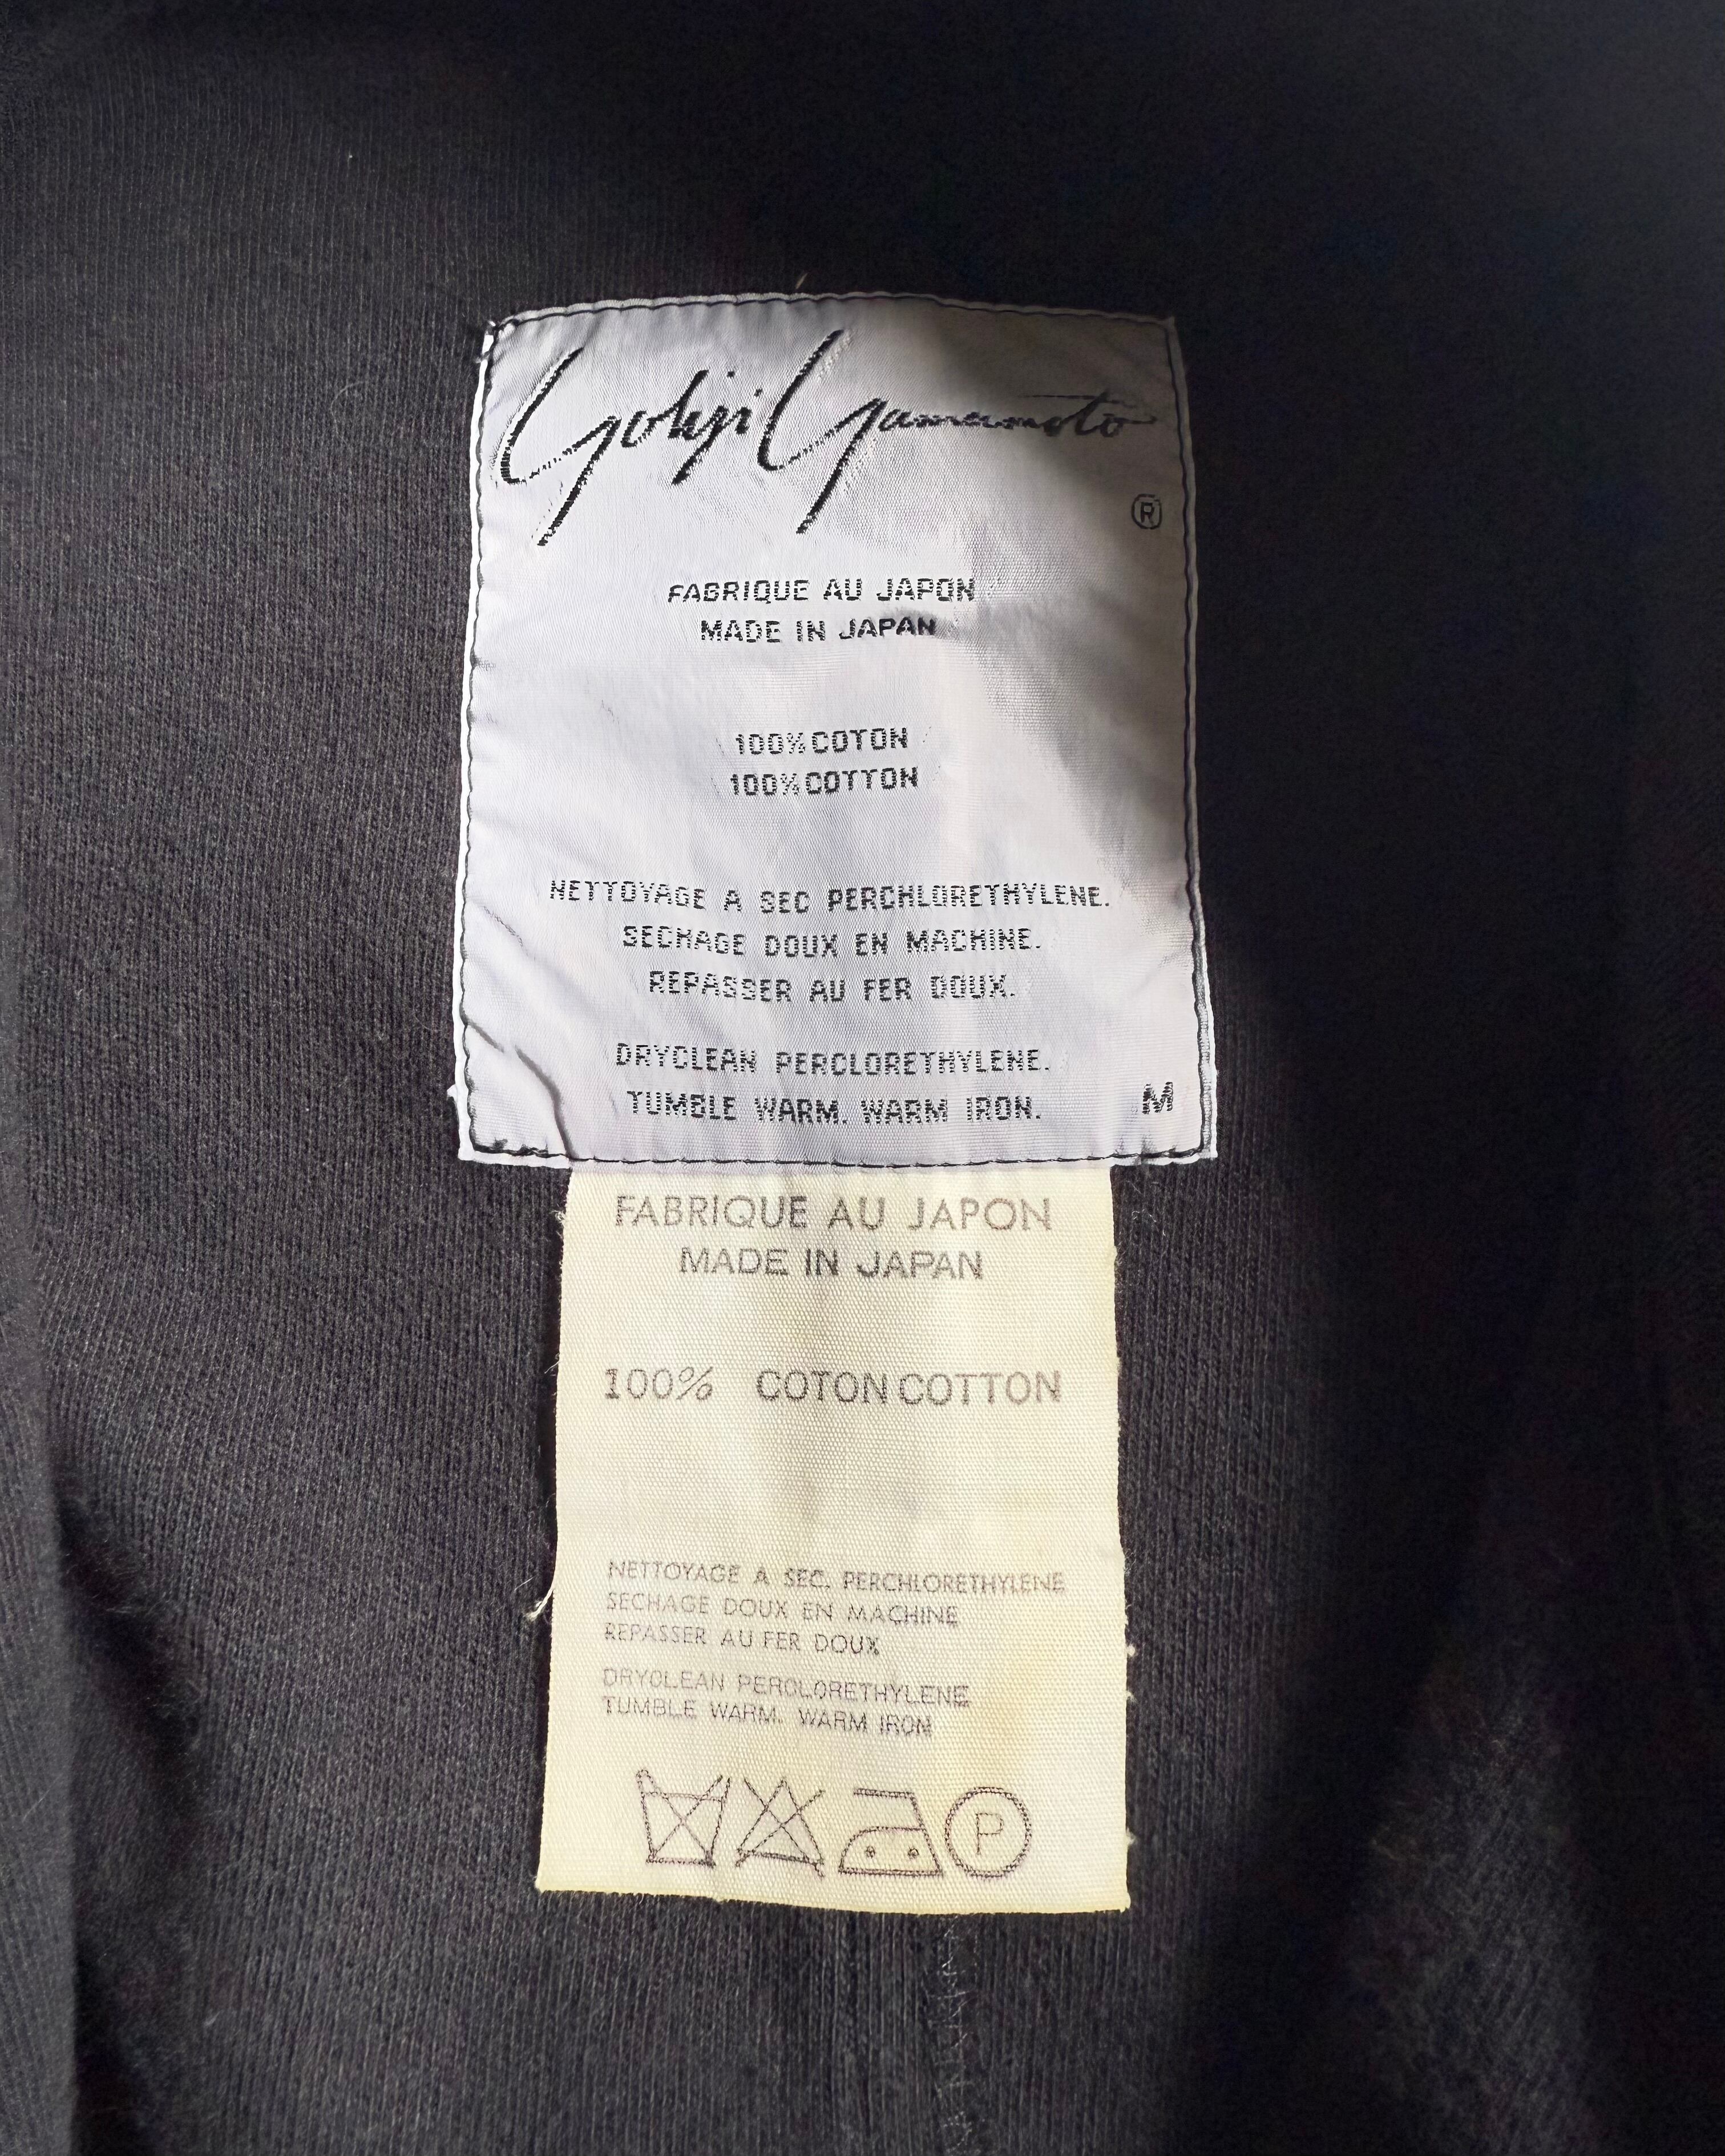 Yohji Yamamoto
®
FABRIQUE AU JAPON
MADE IN JAPAN
100% COTON
100% COTTON
NETTOYAGE A SEC PERCHLORETHYLENE.
SECHAGE DOUX EN MACHINE.
REPASSER AU FER DOUX.
DRYCLEAN PERCLORETHYLENE.
TUMBLE WARM. WARM IRON.
M
FABRIQUE AU JAPON
MADE IN JAPAN
100% COTON COTTON
NETTOYAGE A SEC. PERCHLORETHYLENE
SECHAGE DOUX EN MACHINE
REPASSER AU FER DOUX
DRYCLEAN PERCLORETHYLENE
TUMBLE WARM. WARM IRON
P